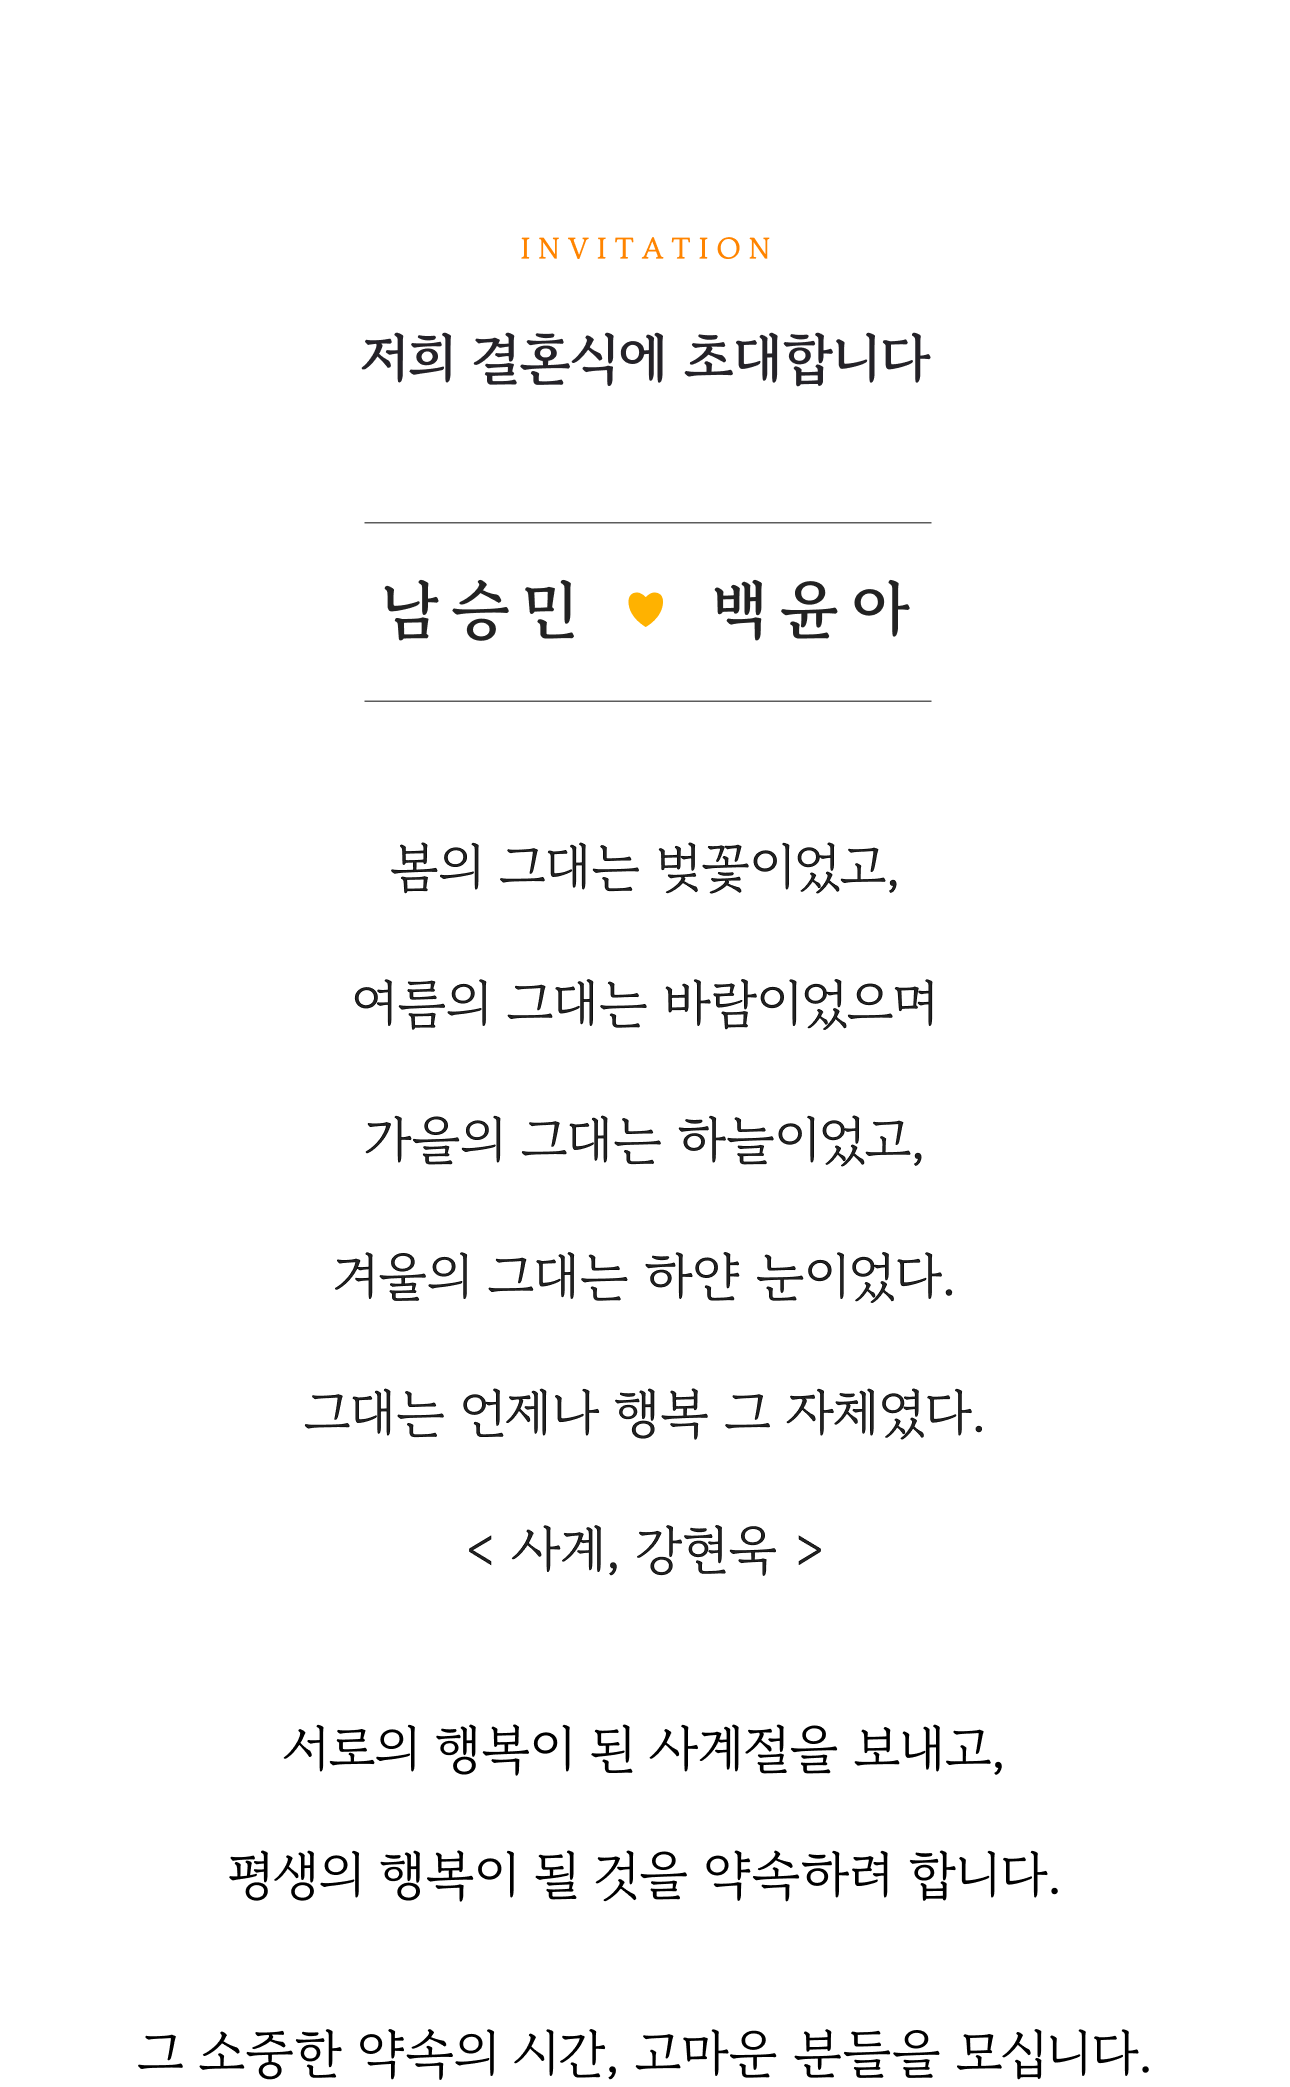 INVITATION
저희 결혼식에 초대합니다
남승민 백윤아
봄의 그대는 벚꽃이었고,
여름의 그대는 바람이었으며
가을의 그대는 하늘이었고,
겨울의 그대는 하얀 눈이었다.
그대는 언제나 행복 그 자체였다.
< 사계, 강현욱 >
서로의 행복이 된 사계절을 보내고,
평생의 행복이 될 것을 약속하려 합니다.
그 소중한 약속의 시간, 고마운 분들을 모십니다.